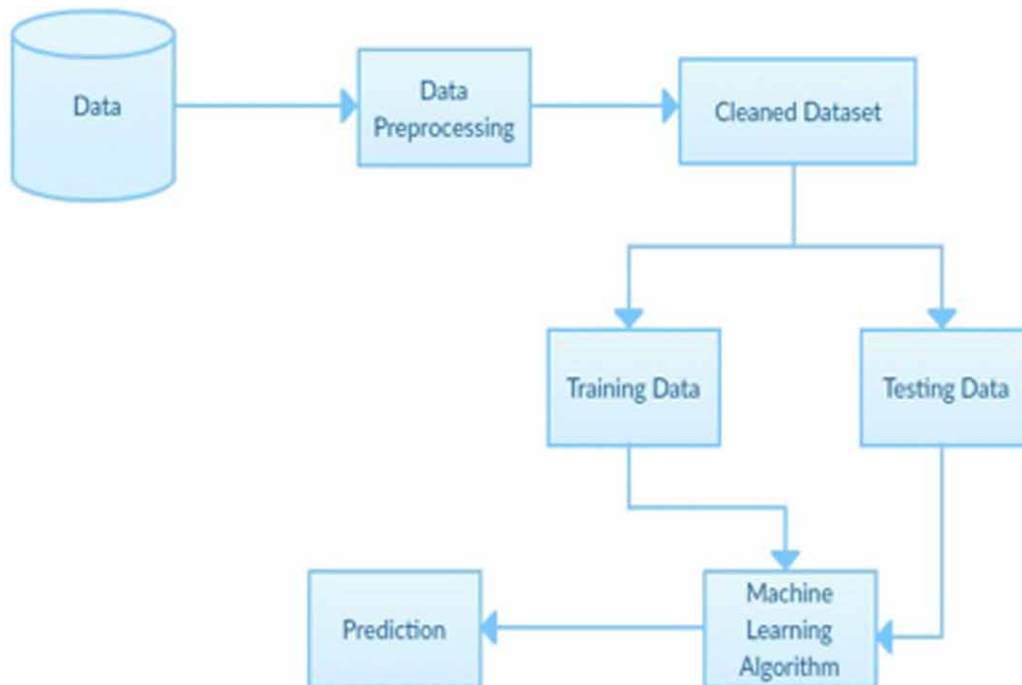 Data
Data
Preprocessing
Cleaned Dataset
Training Data
Testing Data
Machine
Learning
Algorithm
Prediction